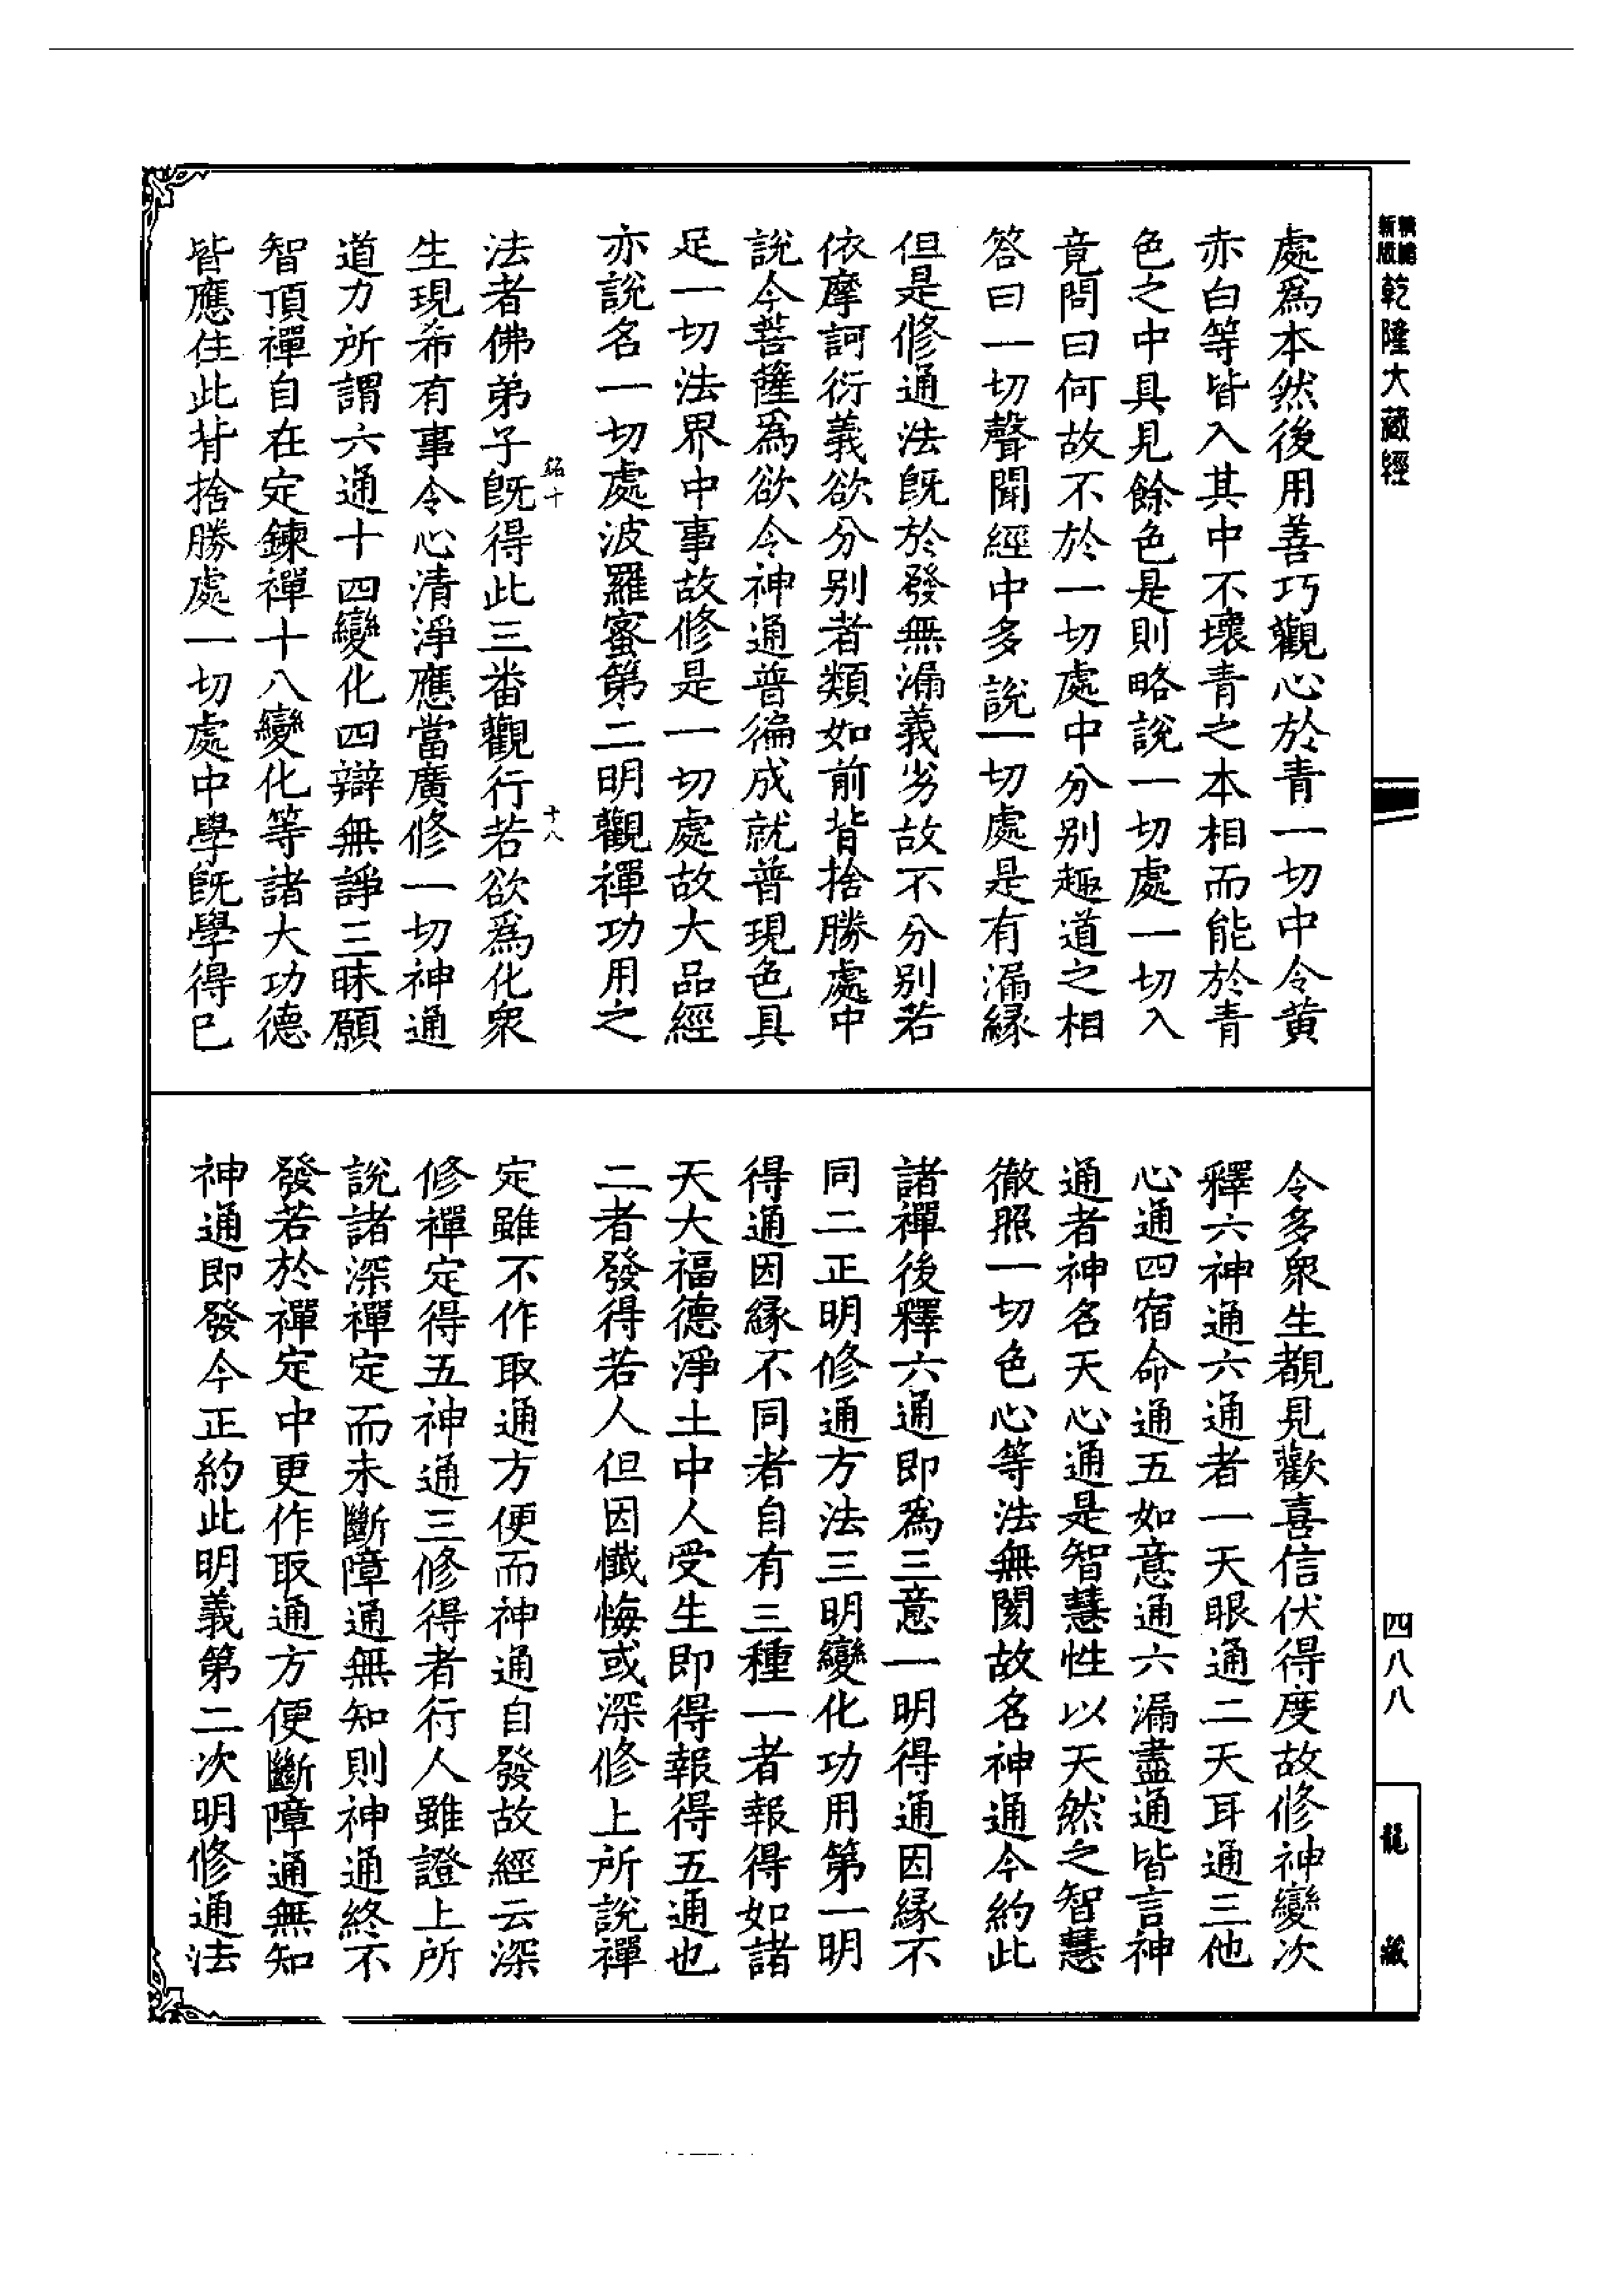 新版
乾隆大藏經
處爲本然後用善巧觀心於青一切中令黄
赤白等皆入其中不壞青之本相而能於青
色之中具見餘色是則略說一切處一切入
竟問曰何故不於一切處中分别趣道之相
答曰一切聲聞經中多說一切處是有漏縁
但是修通法旣於發無漏義劣故不分别若
依摩訶衍義欲分别者類如前背捨勝處中
說今菩薩爲欲令神通普徧成就普現色具
足一切法界中事故修是一切處故大品經
亦說名一切處波羅蜜第二明觀禪功用之
銘十
十八
法者佛弟子旣得此三畨觀行若欲爲化衆
生現希有事令心清淨應當廣修一切神通
道力所謂六通十四變化四辯無諍三昧願
智頂禪自在定鍊禪十八變化等諸大功德
皆應住此背捨勝處一切處中學旣學得已
令多衆生覩見歡喜信伏得度故修神變次
釋六神通六通者一天眼通二天耳通三他
心通四宿命通五如意通六漏盡通皆言神
通者神名天心通是智慧性以天然之智慧
徹照一切色心等法無閡故名神通今約此
諸禪後釋六通即爲三意一明得通因縁不
同二正明修通方法三明變化功用第一明
得通因縁不同者自有三種一者報得如諸
天大福德淨土中人受生即得報得五通也
二者發得若人但因懺悔或深修上所說禪
定雖不作取通方便而神通自發故經云深
修禪定得五神通三修得者行人雖證上所
說諸深禪定而未斷障通無知則神通終不
發若於禪定中更作取通方便斷障通無知
神通即發今正約此明義第二次明修通法
四八八
龍藏